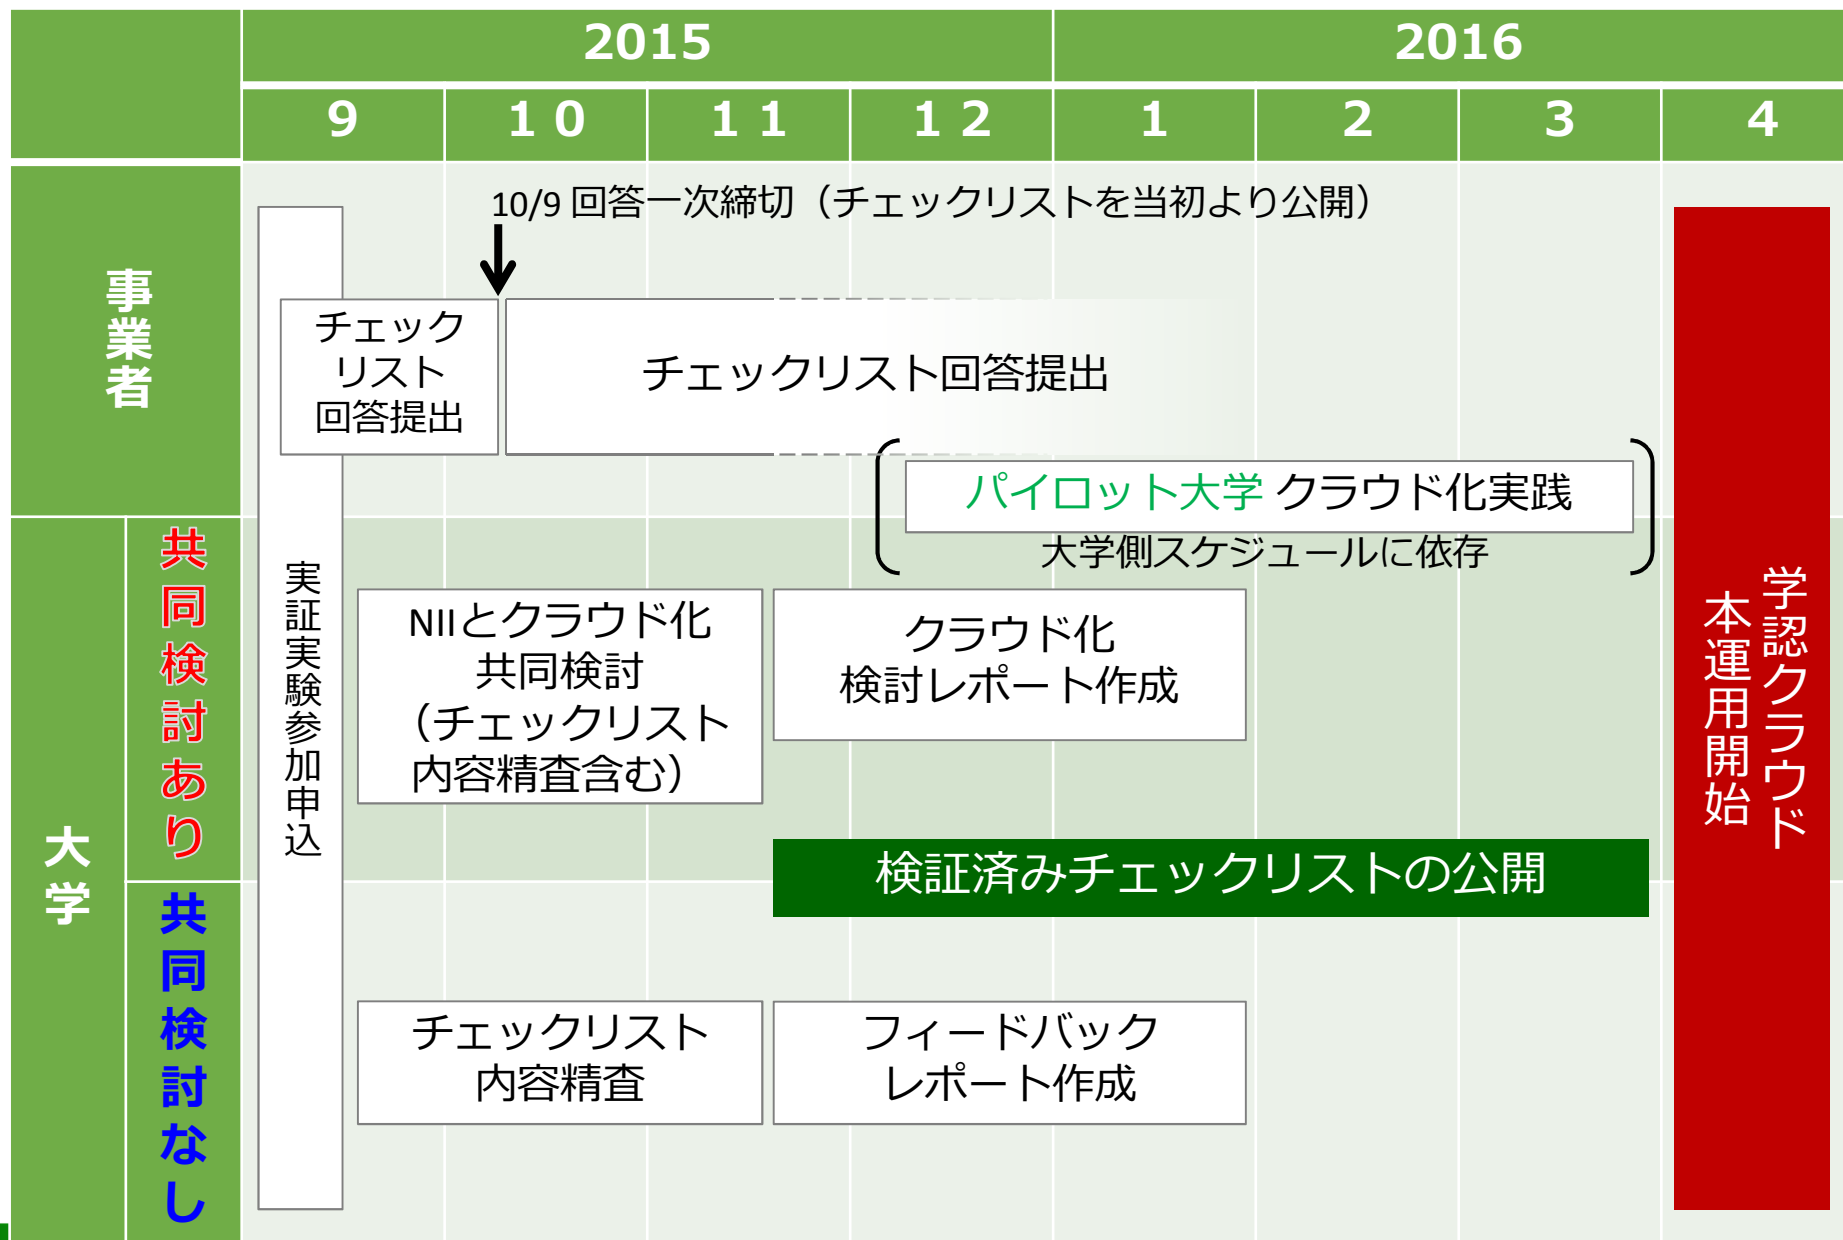 2015
2016
9
１０
１１
１２
1
2
3
4
事業者
10/9 回答一次締切（チェックリストを当初より公開）
チェック
リスト
回答提出
チェックリスト回答提出
パイロット大学 クラウド化実践
大学側スケジュールに依存
実証実験参加申込
大学
共同検討あり
NIIとクラウド化
共同検討
（チェックリスト
内容精査含む）
クラウド化
検討レポート作成
検証済みチェックリストの公開
共同検討なし
チェックリスト
内容精査
フィードバック
レポート作成
学認クラウド
本運用開始